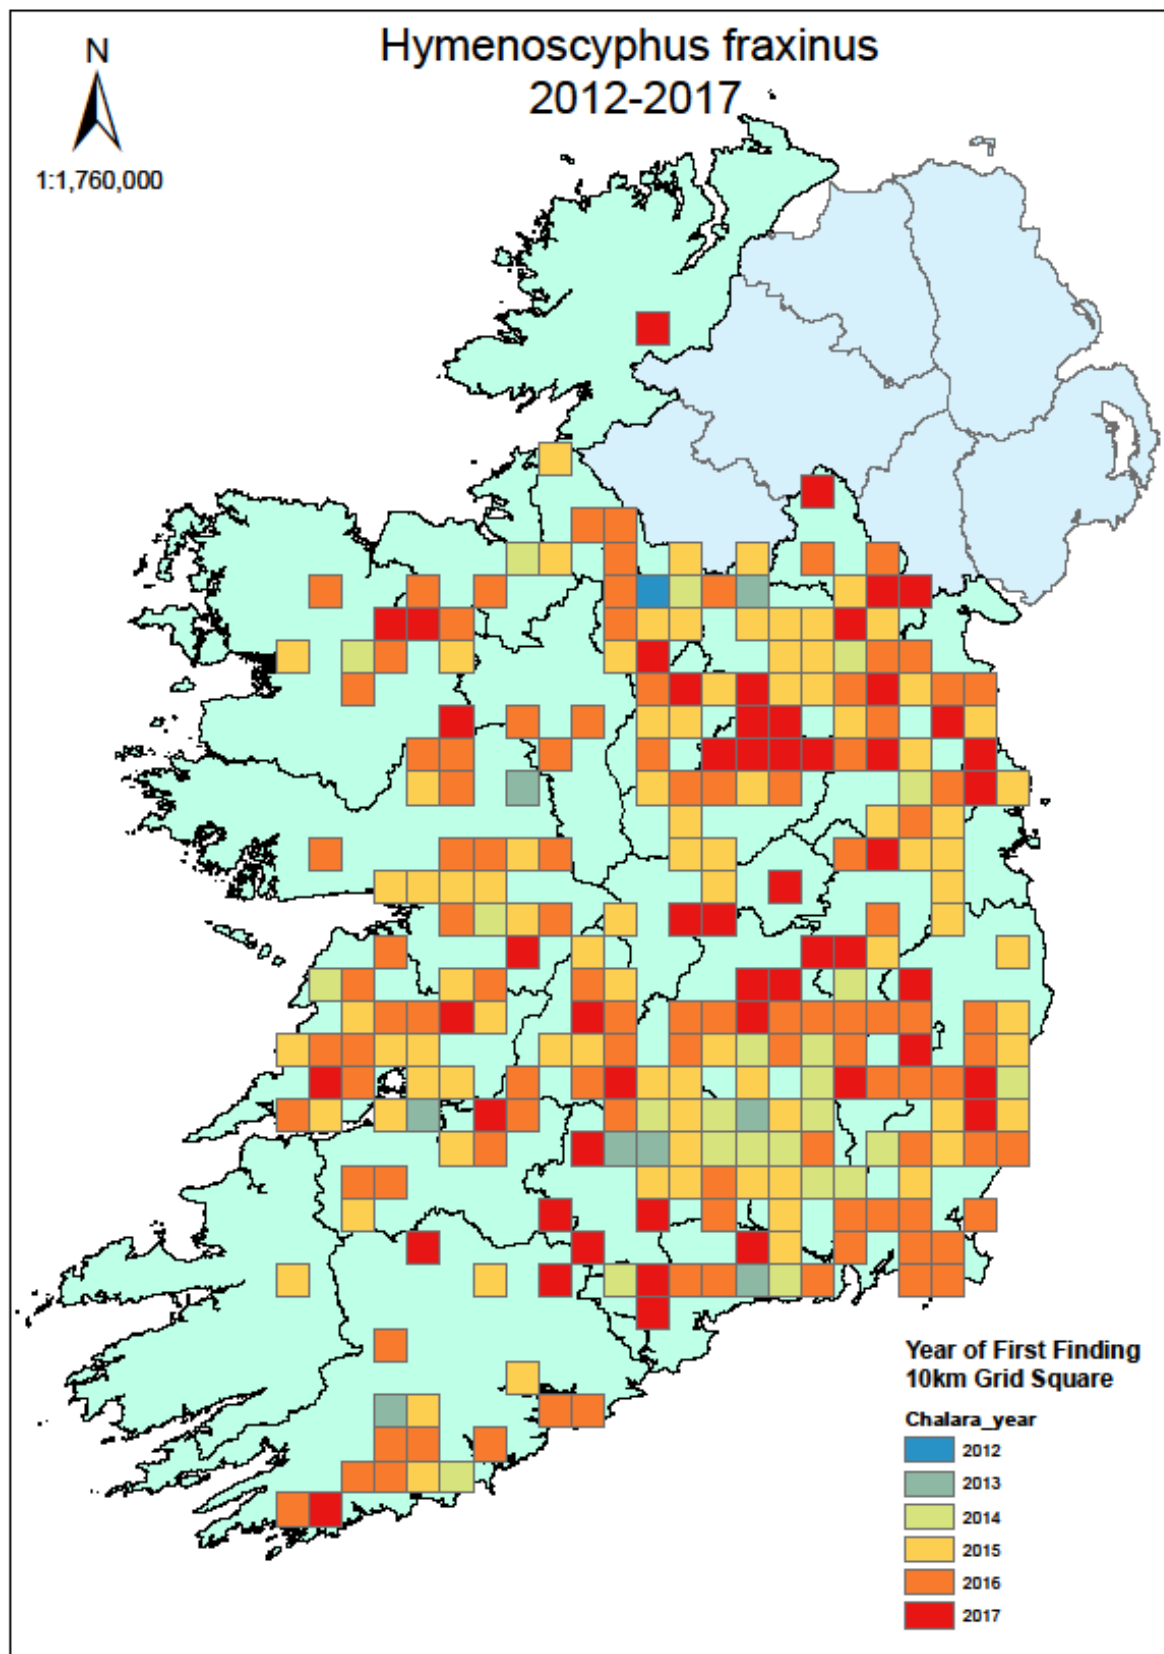 Hymenoscyphus fraxinus
2012-2017
N
1:1,760,000
Year of First Finding
10km Grid Square
Chalara_year
2012
2013
2014
2015
2016
2017